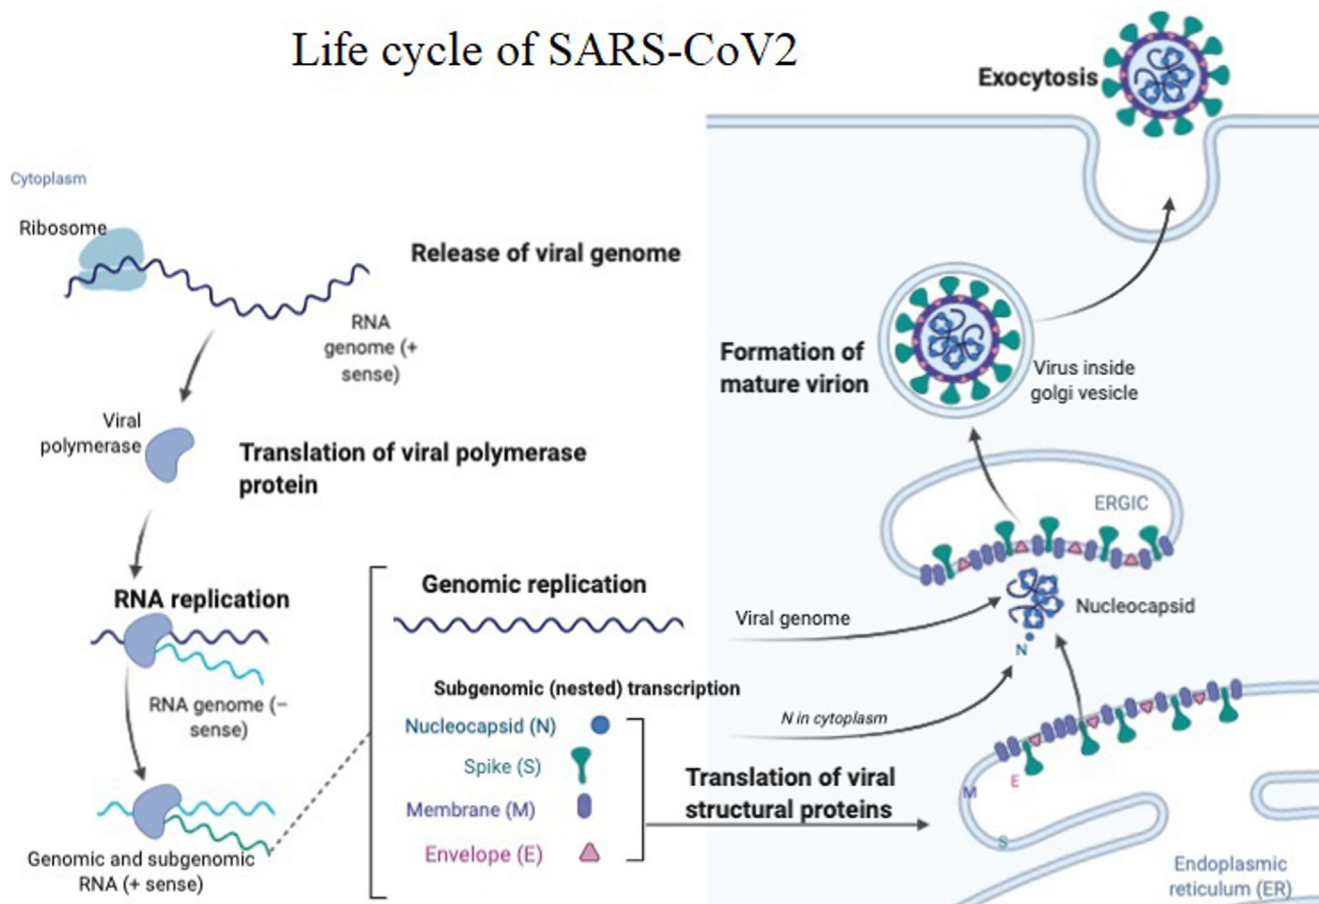 Life cycle of SARS-CoV2
Exocytosis
Cytoplasm
Ribosome
Release of viral genome
RNA
genome (+
sense)
Formation of
mature virion
Virus inside
golgi vesicle
Viral
polymerase
Translation of viral polymerase
protein
ERGIC
RNA replication
Genomic replication
Nucleocapsid
Viral genome
N
RNA genome (–
sense)
Subgenomic (nested) transcription
Nucleocapsid (N)
N in cytoplasm
Spike (S)
Translation of viral
structural proteins
Membrane (M)
Envelope (E)
M
E
S
Genomic and subgenomic
RNA (+ sense)
Endoplasmic
reticulum (ER)